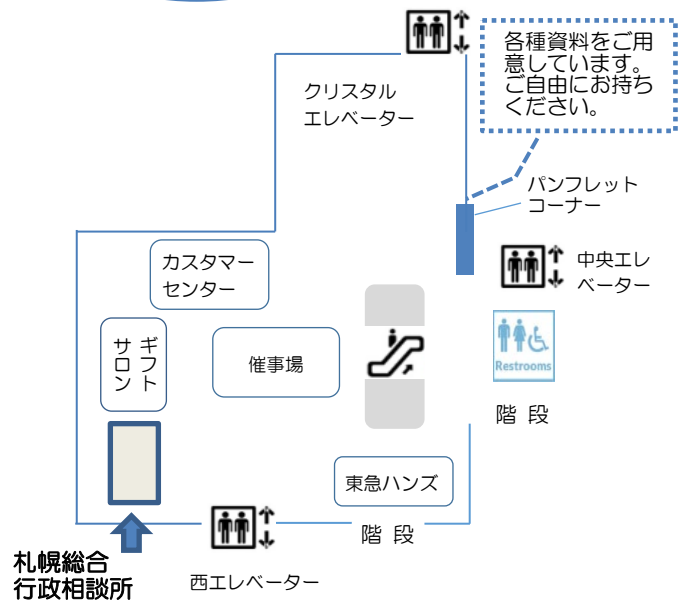 各種資料をご用
意しています。
ご自由にお持ち
ください。
クリスタル
エレベーター
パンフレット
コーナー
カスタマー
センター
中央エレ
ベーター
ギフト
サロン
催事場
Restrooms
階 段
東急ハンズ
階 段
札幌総合
行政相談所
西エレベーター